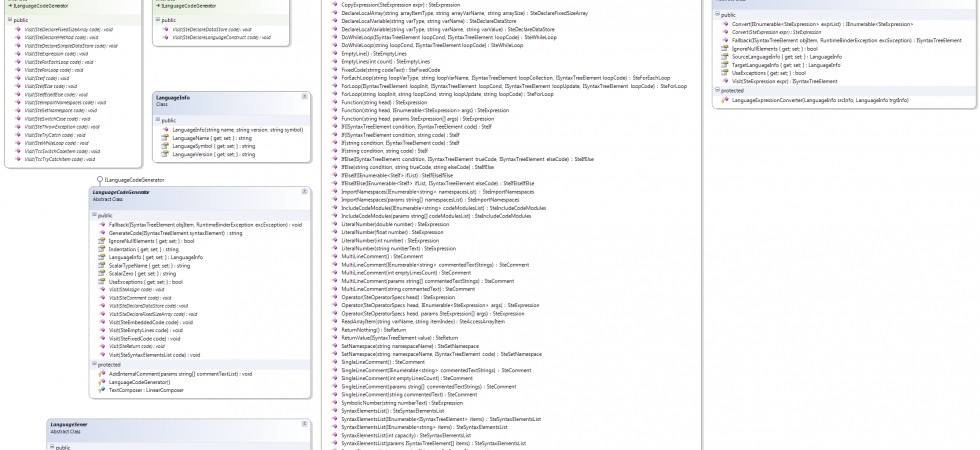 ILanguageCodeGenerator
public
Visit(SteDeclareFixedSizeArray code) : void
Visit(SteDeclareMethod code) : void
Visit(SteDeclareSimpleDataStore code) : void
Visit(SteExpression code) : void
Visit(SteForEachLoop code) : void
Visit(SteForLoop code) : void
Visit(SteIf code) : void
Visit(SteIfElse code) : void
Visit(SteIfElseIfElse code) : void
Visit(SteImportNamespaces code) : void
Visit(SteSetNamespace code) : void
Visit(SteSwitchCase code) : void
Visit(SteThrowException code) : void
Visit(SteTryCatch code) : void
Visit(SteWhileLoop code) : void
Visit(TccSwitchCaseItem code) : void
Visit(TccTryCatchItem code) : void
ILanguageCodeGenerator
public
Visit(SteDeclareDataStore code) : void
Visit(SteDeclareLanguageConstruct code) : void
LanguageInfo
Class
public
LanguageInfo(string name, string version, string symbol)
LanguageName { get; set; } : string
LanguageSymbol { get; set; } : string
LanguageVersion { get; set; } : string
ILanguageCodeGenerator
LanguageCodeGenerator
Abstract Class
public
Fallback(ISyntaxTreeElement objItem, RuntimeBinderException excException) : void
GenerateCode(ISyntaxTreeElement syntaxElement) : string
IgnoreNullElements { get; set; } : bool
Indentation { get; set; } : string
LanguageInfo { get; set; } : LanguageInfo
ScalarTypeName { get; set; } : string
ScalarZero { get; set; } : string
UseExceptions { get; set; } : bool
Visit(SteAssign code) : void
Visit(SteComment code) : void
Visit(SteDeclareDataStore code) : void
Visit(SteDeclareFixedSizeArray code) : void
Visit(SteEmbeddedCode code) : void
Visit(SteEmptyLines code) : void
Visit(SteFixedCode code) : void
Visit(SteReturn code) : void
Visit(SteSyntaxElementsList code) : void
protected
AddInternalComment(params string[] commentTextList) : void
LanguageCodeGenerator()
TextComposer : LinearComposer
Abstract Class
public
CopyExpression(SteExpression expr) : SteExpression
DeclareLocalArray(string arrayItemType, string arrayVarName, string arraySize) : SteDeclareFixedSizeArray
DeclareLocalVariable(string varType, string varName) : SteDeclareDataStore
DeclareLocalVariable(string varType, string varName, string varValue) : SteDeclareDataStore
DoWhileLoop(ISyntaxTreeElement loopCond, ISyntaxTreeElement loopCode) : SteWhileLoop
DoWhileLoop(string loopCond, ISyntaxTreeElement loopCode) : SteWhileLoop
EmptyLine() : SteEmptyLines
EmptyLines(int count) : SteEmptyLines
FixedCode(string codeText) : SteFixedCode
ForEachLoop(string loopVarType, string loopVarName, ISyntaxTreeElement loopCollection, ISyntaxTreeElement loopCode) : SteForEachLoop
ForLoop(ISyntaxTreeElement loopInit, ISyntaxTreeElement loopCond, ISyntaxTreeElement loopUpdate, ISyntaxTreeElement loopCode) : SteForLoop
ForLoop(string loopInit, string loopCond, string loopUpdate, string loopCode) : SteForLoop
Function(string head) : SteExpression
Function(string head, IEnumerable<SteExpression> args) : SteExpression
Function(string head, params SteExpression[] args) : SteExpression
If(ISyntaxTreeElement condition, ISyntaxTreeElement code) : SteIf
If(ISyntaxTreeElement condition, string code) : SteIf
If(string condition, ISyntaxTreeElement code) : SteIf
If(string condition, string code) : SteIf
IfElse(ISyntaxTreeElement condition, ISyntaxTreeElement trueCode, ISyntaxTreeElement elseCode) : SteIfElse
IfElse(string condition, string trueCode, string elseCode) : SteIfElse
IfElseIf(IEnumerable<SteIf> ifList) : SteIfElseIfElse
IfElseIfElse(IEnumerable<SteIf> ifList, ISyntaxTreeElement elseCode) : SteIfElseIfElse
ImportNamespaces(IEnumerable<string> namespacesList) : SteImportNamespaces
ImportNamespaces(params string[] namespacesList) : SteImportNamespaces
IncludeCodeModules(IEnumerable<string> codeModulesList) : SteIncludeCodeModules
IncludeCodeModules(params string[] codeModulesList) : SteIncludeCodeModules
LiteralNumber(double number) : SteExpression
LiteralNumber(float number) : SteExpression
LiteralNumber(int number) : SteExpression
LiteralNumber(string numberText) : SteExpression
MultiLineComment() : SteComment
MultiLineComment(IEnumerable<string> commentedTextStrings) : SteComment
MultiLineComment(int emptyLinesCount) : SteComment
MultiLineComment(params string[] commentedTextStrings) : SteComment
MultiLineComment(string commentedText) : SteComment
Operator(SteOperatorSpecs head) : SteExpression
Operator(SteOperatorSpecs head, IEnumerable<SteExpression> args) : SteExpression
Operator(SteOperatorSpecs head, params SteExpression[] args) : SteExpression
ReadArrayItem(string varName, string itemIndex) : SteAccessArrayItem
ReturnNothing() : SteReturn
ReturnValue(ISyntaxTreeElement value) : SteReturn
SetNamespace(string namespaceName) : SteSetNamespace
SetNamespace(string namespaceName, ISyntaxTreeElement code) : SteSetNamespace
SingleLineComment() : SteComment
SingleLineComment(IEnumerable<string> commentedTextStrings) : SteComment
SingleLineComment(int emptyLinesCount) : SteComment
SingleLineComment(params string[] commentedTextStrings) : SteComment
SingleLineComment(string commentedText) : SteComment
SymbolicNumber(string numberText) : SteExpression
SyntaxElementsList() : SteSyntaxElementsList
SyntaxElementsList(IEnumerable<ISyntaxTreeElement> items) : SteSyntaxElementsList
SyntaxElementsList(IEnumerable<string> items) : SteSyntaxElementsList
SyntaxElementsList(int capacity) : SteSyntaxElementsList
SyntaxElementsList(params ISyntaxTreeElement[] items) : SteSyntaxElementsList
public
Convert(IEnumerable<SteExpression> exprList) : IEnumerable<SteExpression>
Convert(SteExpression expr) : SteExpression
Fallback(ISyntaxTreeElement objItem, RuntimeBinderException excException) : ISyntaxTreeElement
IgnoreNullElements { get; set; } : bool
SourceLanguageInfo { get; set; } : LanguageInfo
TargetLanguageInfo { get; set; } : LanguageInfo
UseExceptions { get; set; } : bool
Visit(SteExpression expr) : ISyntaxTreeElement
protected
LanguageExpressionConverter(LanguageInfo srcInfo, LanguageInfo trgtInfo)